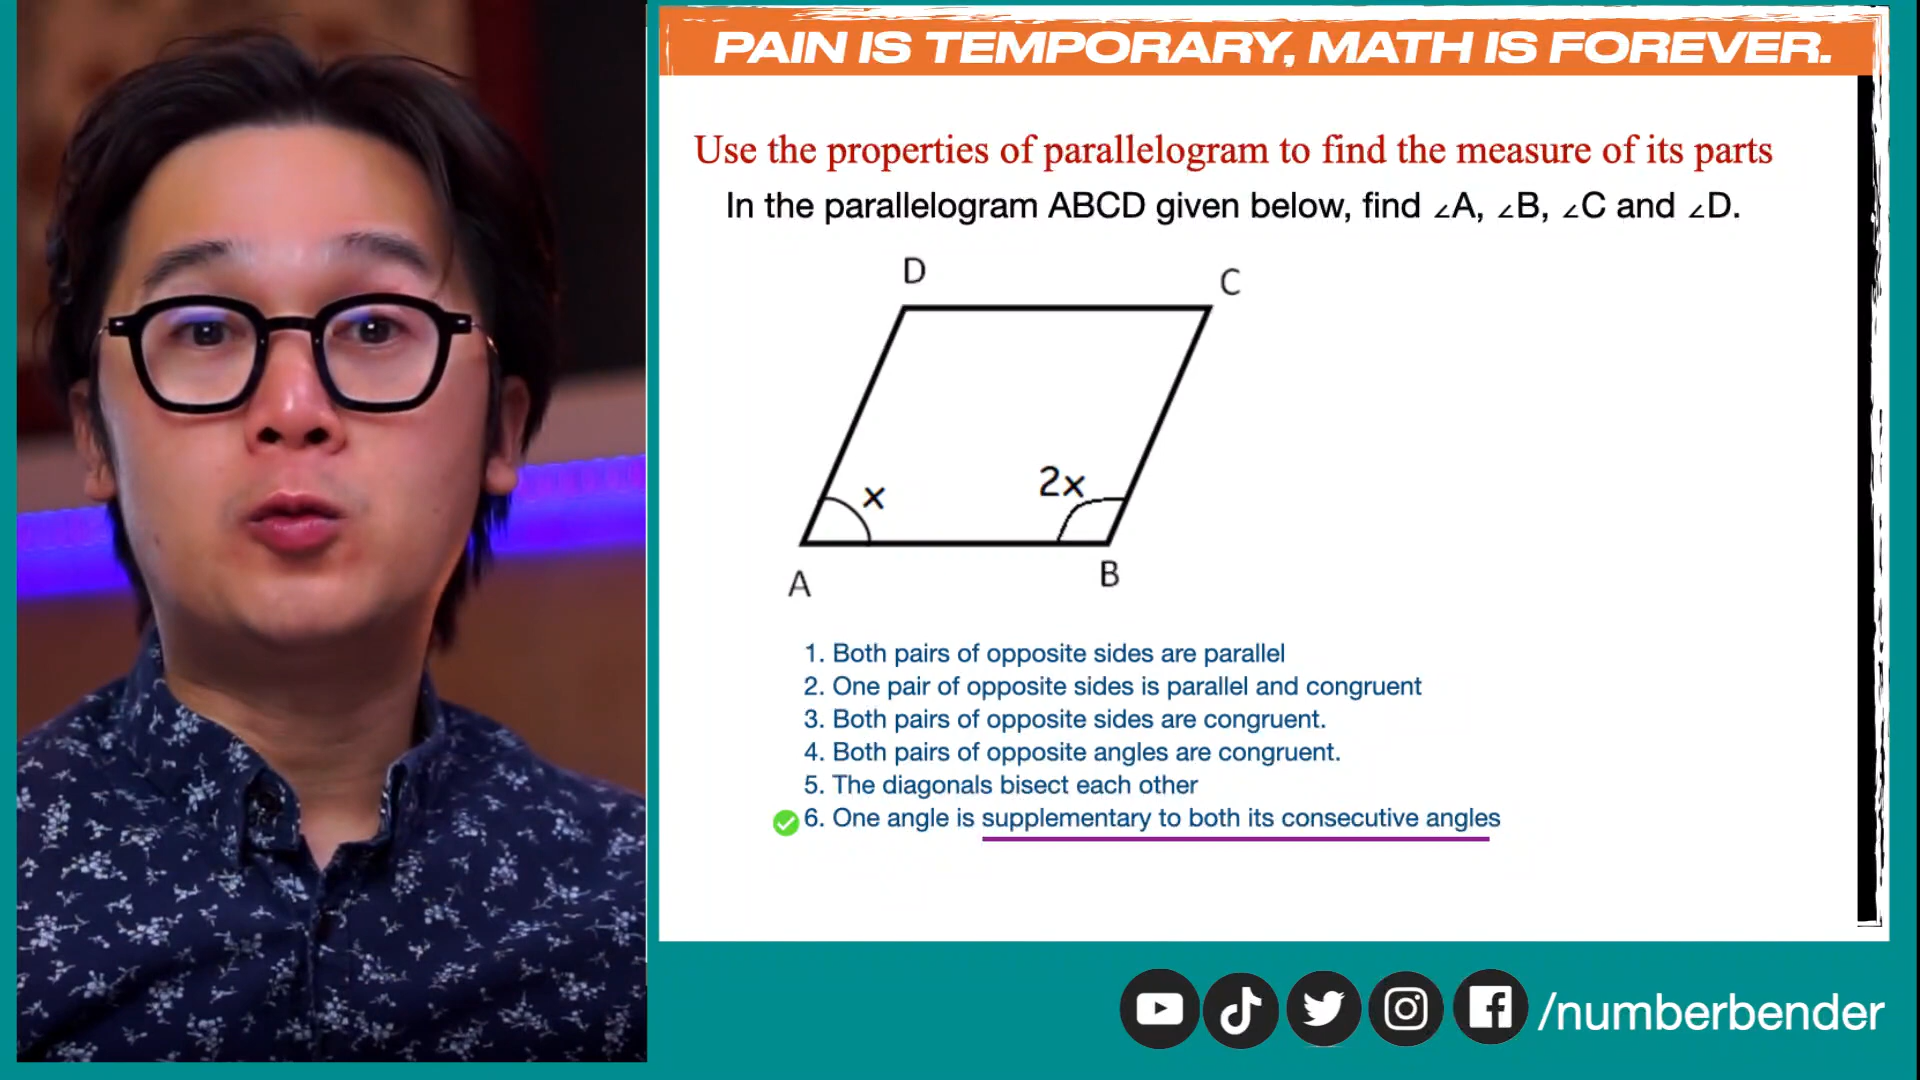 PAIN IS TEMPORARY, MATH IS FOREVER.
Use the properties of parallelogram to find the measure of its parts
In the parallelogram ABCD given below, find ∠A, ∠B, ∠C and ∠D.
D
C
x
2x
A
B
1. Both pairs of opposite sides are parallel
2. One pair of opposite sides is parallel and congruent
3. Both pairs of opposite sides are congruent.
4. Both pairs of opposite angles are congruent.
5. The diagonals bisect each other
6. One angle is supplementary to both its consecutive angles
/numberbender